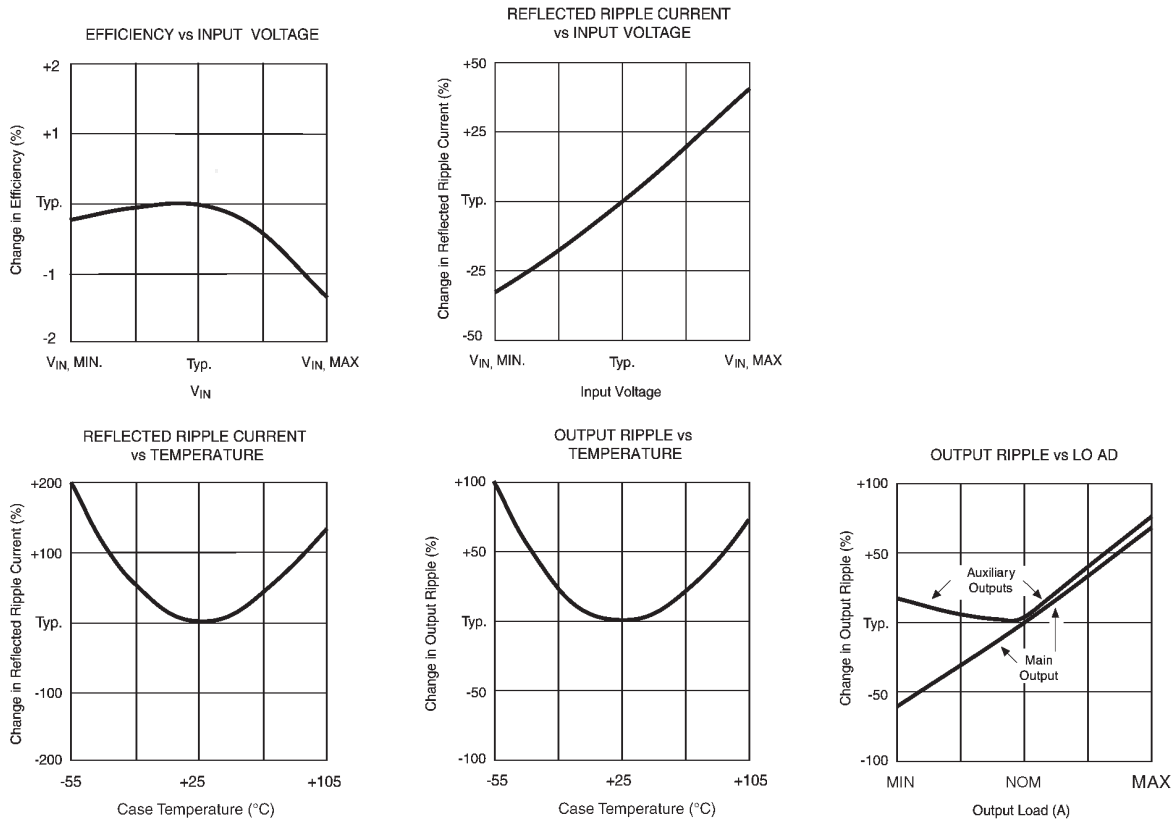 EFFICIENCY vs INPUT VOLTAGE
Change in Efficiency (%)
+2
+1
Typ.
-1
-2
VIN, MIN.
Typ.
VIN, MAX
VIN
REFLECTED RIPPLE CURRENT
vs INPUT VOLTAGE
Change in Reflected Ripple Current (%)
+50
+25
Typ.
-25
-50
VIN, MIN.
Typ.
VIN, MAX
Input Voltage
REFLECTED RIPPLE CURRENT
vs TEMPERATURE
Change in Reflected Ripple Current (%)
+200
+100
Typ.
-100
-200
-55
+25
+105
Case Temperature (°C)
OUTPUT RIPPLE vs
TEMPERATURE
Change in Output Ripple (%)
+100
+50
Typ.
-50
-100
-55
+25
+105
Case Temperature (°C)
OUTPUT RIPPLE vs LO AD
Change in Output Ripple (%)
+100
+50
Typ.
-50
-100
Auxiliary
Outputs
Main
Output
MIN
NOM
MAX
Output Load (A)